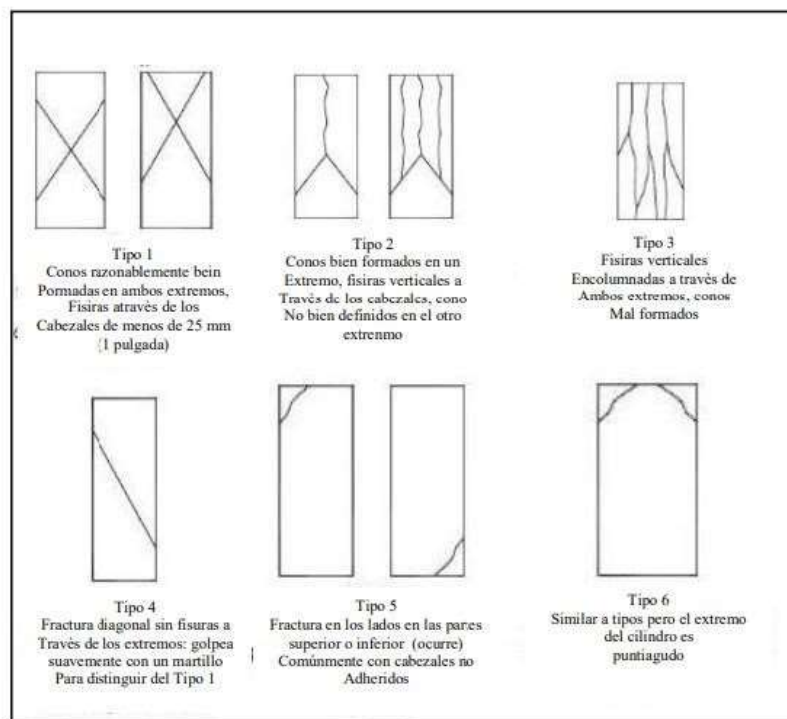 Tipo 1
Conos razonablemente bein
Pormadas en ambos extremos,
Fisiras através de los
Cabezales de menos de 25 mm
(1 pulgada)
Tipo 2
Conos bien formados en un
Extremo, fisiras verticales a
Través de los cabezales, cono
No bien definidos en el otro
extrenmo
Tipo 3
Fisiras verticales
Encolumnadas a través de
Ambos extremos, conos
Mal formados
Tipo 4
Fractura diagonal sin fisuras a
Través de los extremos: golpea
suavemente con un martillo
Para distinguir del Tipo 1
Tipo 5
Fractura en los lados en las partes
superior o inferior (ocurre)
Comúnmente con cabezales no
Adheridos
Tipo 6
Similar a tipos pero el extremo
del cilindro es
puntiagudo